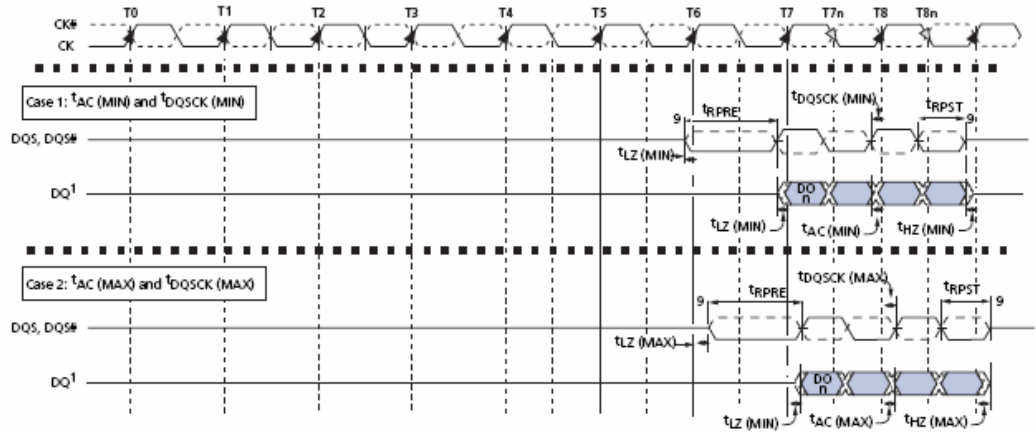 T0 T1 T2 T3 T4 T5 T6 T7 T7n T8 T8n
CK#
CK
Case 1: tAC (MIN) and tDQSCK (MIN)
tDQSCK (MIN)
9 tRPRE tRPST 9
DQS, DQS#
tLZ (MIN)
DQ1
DO
n
tLZ (MIN) tAC (MIN) tHZ (MIN)
Case 2: tAC (MAX) and tDQSCK (MAX)
tDQSCK (MAX)
9 tRPRE tRPST 9
DQS, DQS#
tLZ (MAX)
DQ1
DO
n
tLZ (MIN) tAC (MAX) tHZ (MAX)